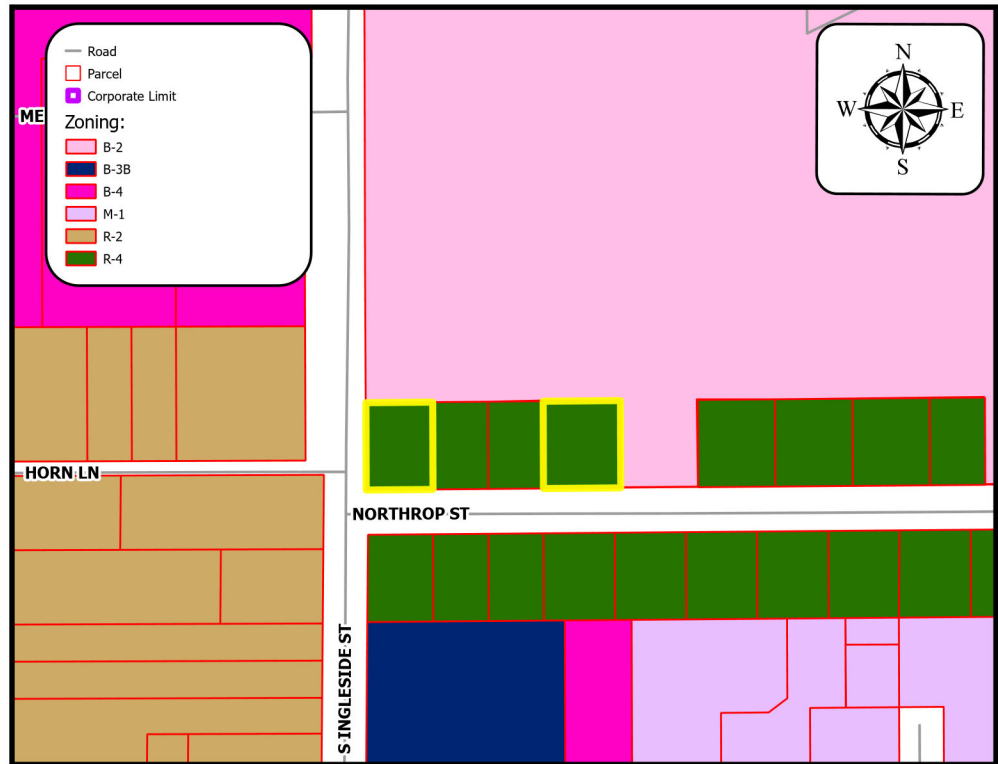 Road
Parcel
Corporate Limit
Zoning:
B-2
B-3B
B-4
M-1
R-2
R-4
N
W
E
S
ME
HORN LN
NORTHROP ST
S INGLESIDE ST